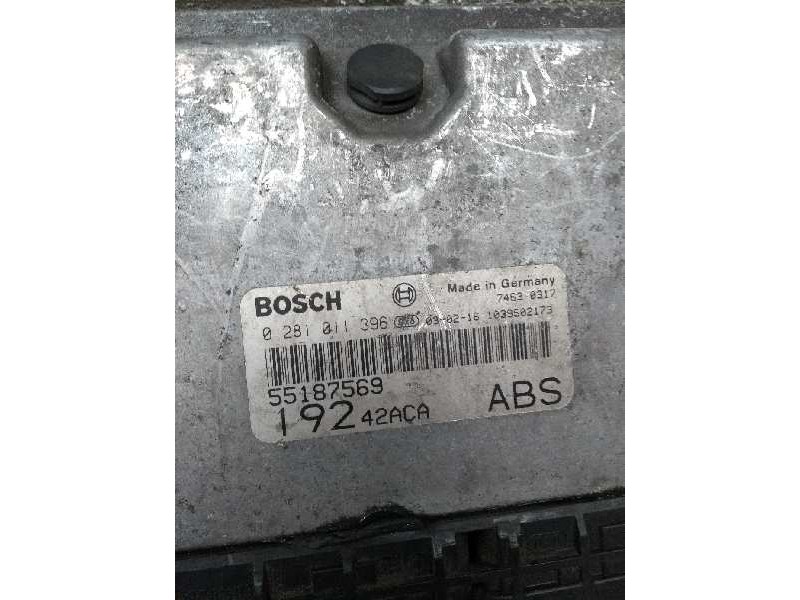 BOSCH Made in Germany
7463 0317
0 281 011 396 03-02-16 1039S02173
55187569
192 42ACA ABS